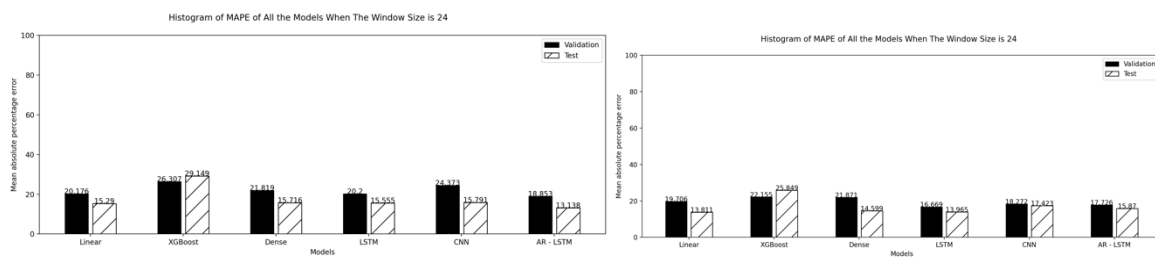 Histogram of MAPE of All the Models When The Window Size is 24
100
80
60
40
20
0
Mean absolute percentage error
Validation
Test
20.176
15.29
26.307
29.149
21.819
15.716
20.2
15.555
24.373
15.791
18.853
13.138
Linear
XGBoost
Dense
LSTM
CNN
AR - LSTM
Models
Histogram of MAPE of All the Models When The Window Size is 24
100
80
60
40
20
0
Mean absolute percentage error
Validation
Test
19.706
13.811
22.155
25.849
21.871
14.599
16.669
13.965
18.272
17.423
17.726
15.87
Linear
XGBoost
Dense
LSTM
CNN
AR - LSTM
Models